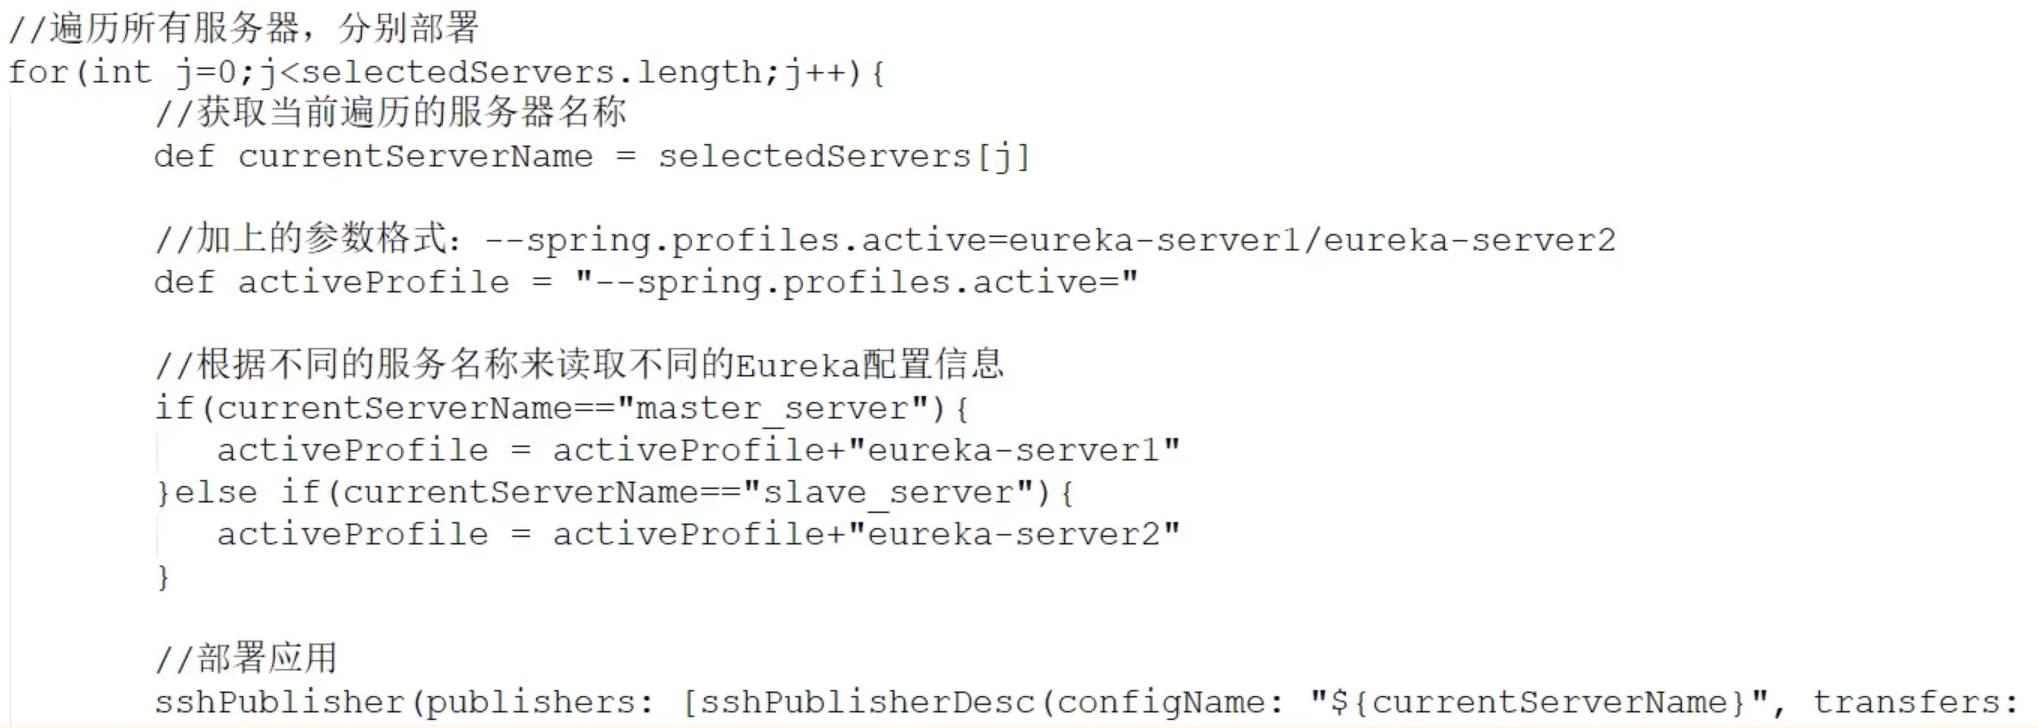 //遍历所有服务器，分别部署
for(int j=0;j<selectedServers.length;j++){
//获取当前遍历的服务器名称
def currentServerName = selectedServers[j]
//加上的参数格式：--spring.profiles.active=eureka-server1/eureka-server2
def activeProfile = "--spring.profiles.active="
//根据不同的服务名称来读取不同的Eureka配置信息
if(currentServerName=="master_server"){
activeProfile = activeProfile+"eureka-server1"
}else if(currentServerName=="slave_server"){
activeProfile = activeProfile+"eureka-server2"
}
//部署应用
sshPublisher(publishers: [sshPublisherDesc(configName: "${currentServerName}", transfers: